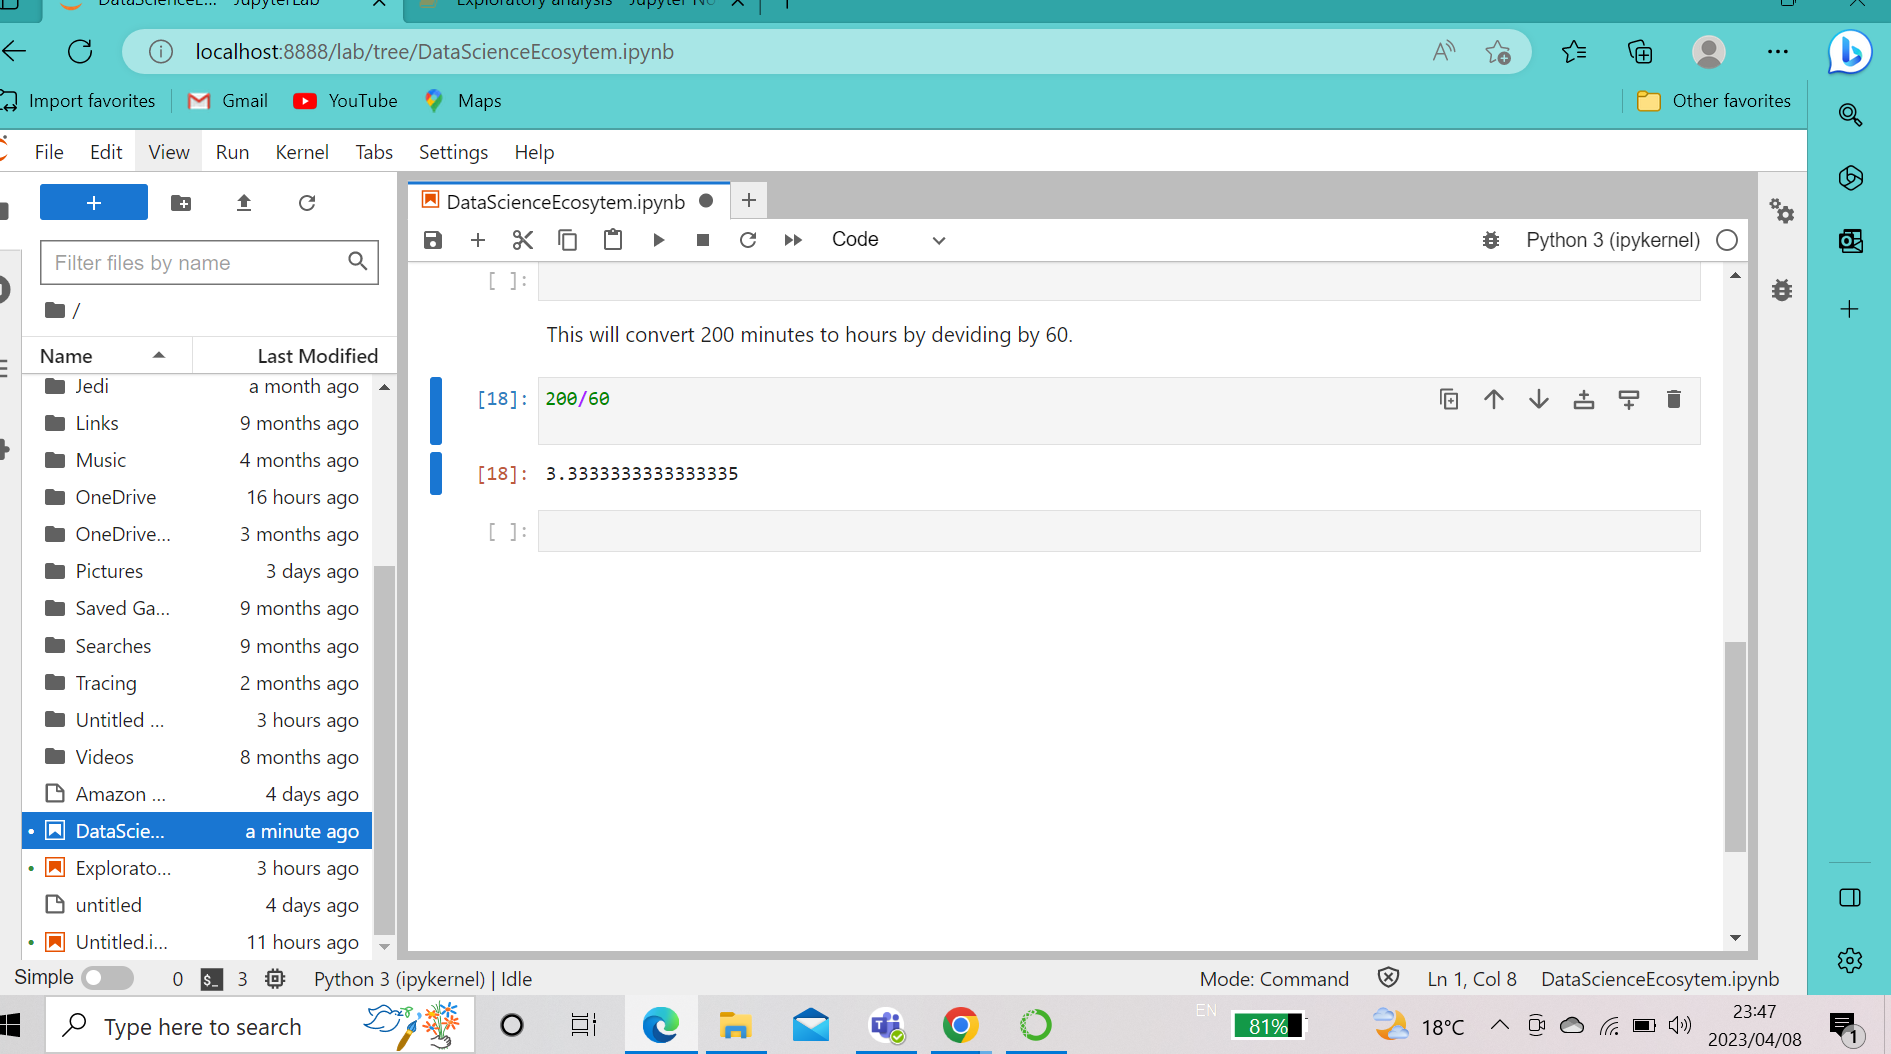 DataScienceE... - JupyterLab
Exploratory analysis - Jupyter No
localhost:8888/lab/tree/DataScienceEcosytem.ipynb
Import favorites
Gmail
YouTube
Maps
Other favorites
File Edit View Run Kernel Tabs Settings Help
Filter files by name
/
Name Last Modified
Jedi a month ago
Links 9 months ago
Music 4 months ago
OneDrive 16 hours ago
OneDrive... 3 months ago
Pictures 3 days ago
Saved Ga... 9 months ago
Searches 9 months ago
Tracing 2 months ago
Untitled ... 3 hours ago
Videos 8 months ago
Amazon ... 4 days ago
DataScie... a minute ago
Explorato... 3 hours ago
untitled 4 days ago
Untitled.i... 11 hours ago
DataScienceEcosytem.ipynb
Code
Python 3 (ipykernel)
[ ]:
This will convert 200 minutes to hours by deviding by 60.
[18]: 200/60
[18]: 3.3333333333333335
[ ]:
Simple 0 $_ 3 Python 3 (ipykernel) | Idle
Mode: Command Ln 1, Col 8 DataScienceEcosytem.ipynb
Type here to search
EN
81%
18°C
23:47
2023/04/08
1